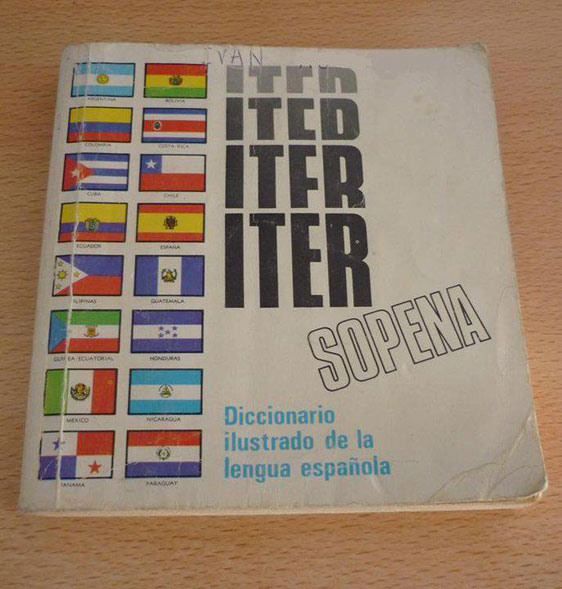 IVAN
ITER
ITER
ITER
ITER
SOPENA
Diccionario
ilustrado de la
lengua española
ARGENTINA
BOLIVIA
COLOMBIA
COSTA RICA
CUBA
CHILE
ECUADOR
ESPAÑA
FILIPINAS
GUATEMALA
GUINEA ECUATORIAL
HONDURAS
MEXICO
NICARAGUA
PANAMA
PARAGUAY